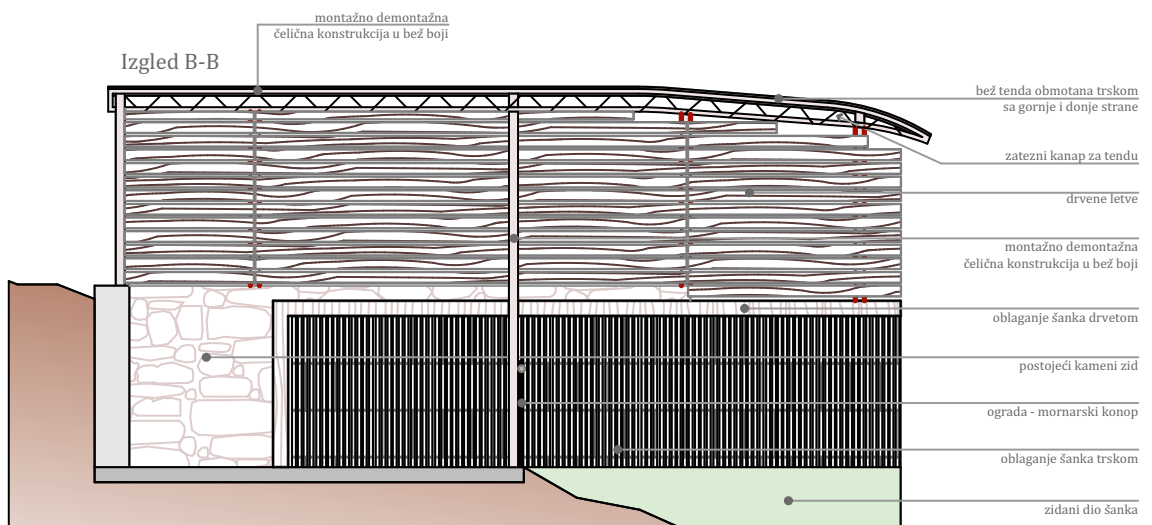 montažno demontažna
čelična konstrukcija u bež boji
Izgled B-B
bež tenda obmotana trskom
sa gornje i donje strane
zatezni kanap za tendu
drvene letve
montažno demontažna
čelična konstrukcija u bež boji
oblaganje šanka drvetom
postojeći kameni zid
ograda - mornarski konop
oblaganje šanka trskom
zidani dio šanka